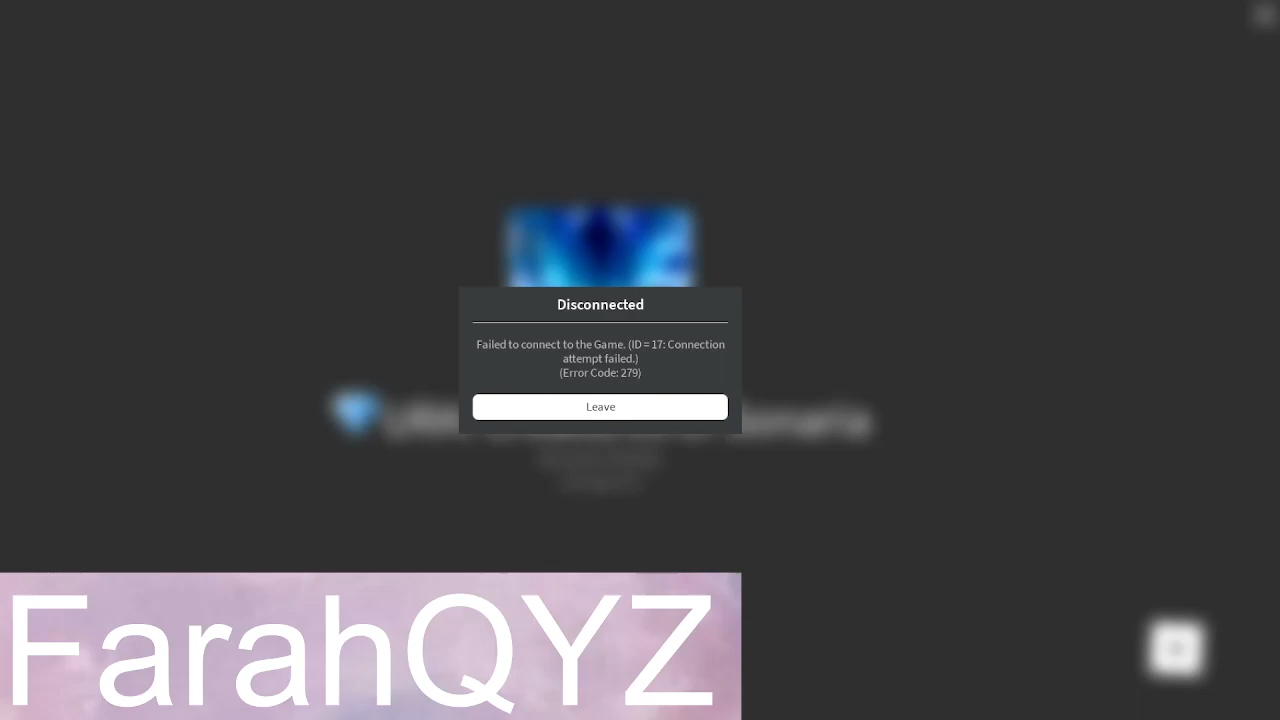 Disconnected
Failed to connect to the Game. (ID = 17: Connection
attempt failed.)
(Error Code: 279)
Leave
FarahQYZ